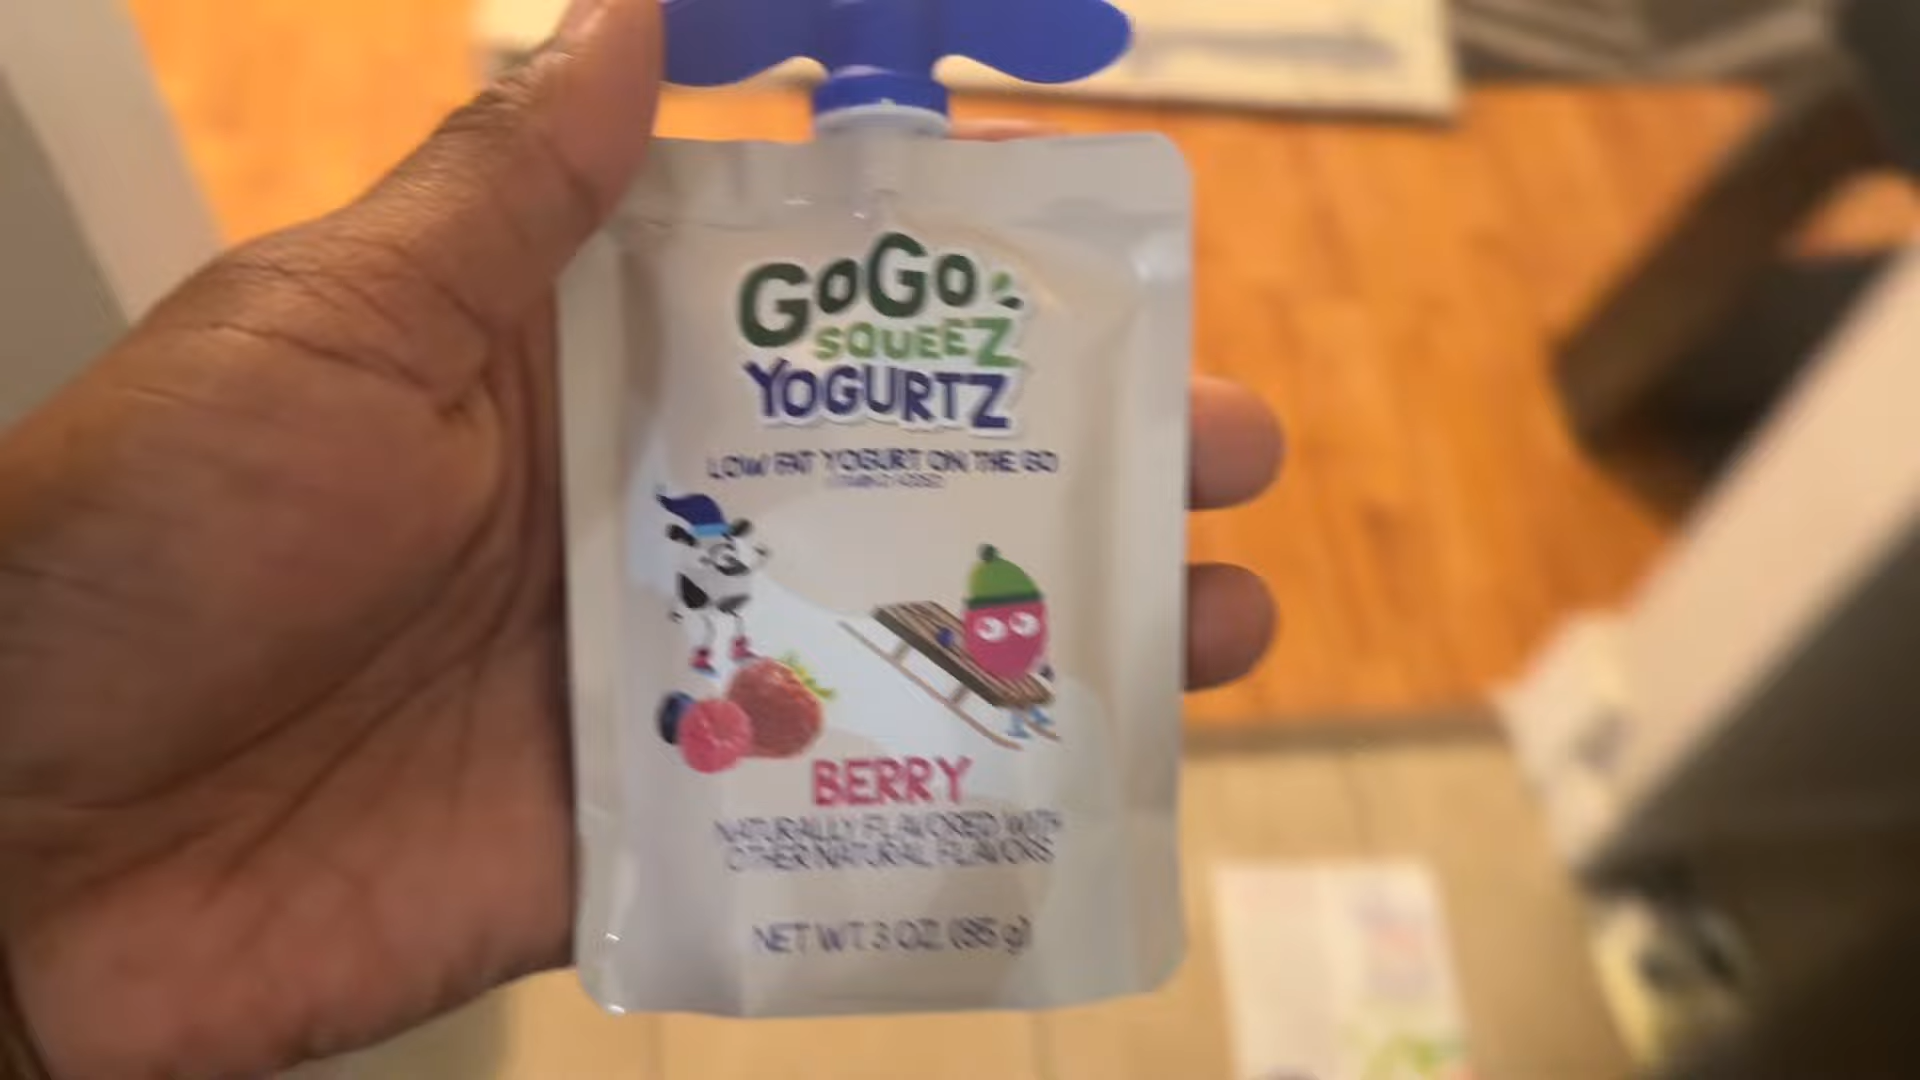 GoGo
SQUEEZ
YOGURTZ
LOW FAT YOGURT ON THE GO
BERRY
NATURALLY FLAVORED WITH
OTHER NATURAL FLAVORS
NET WT 3 OZ. (85 g)